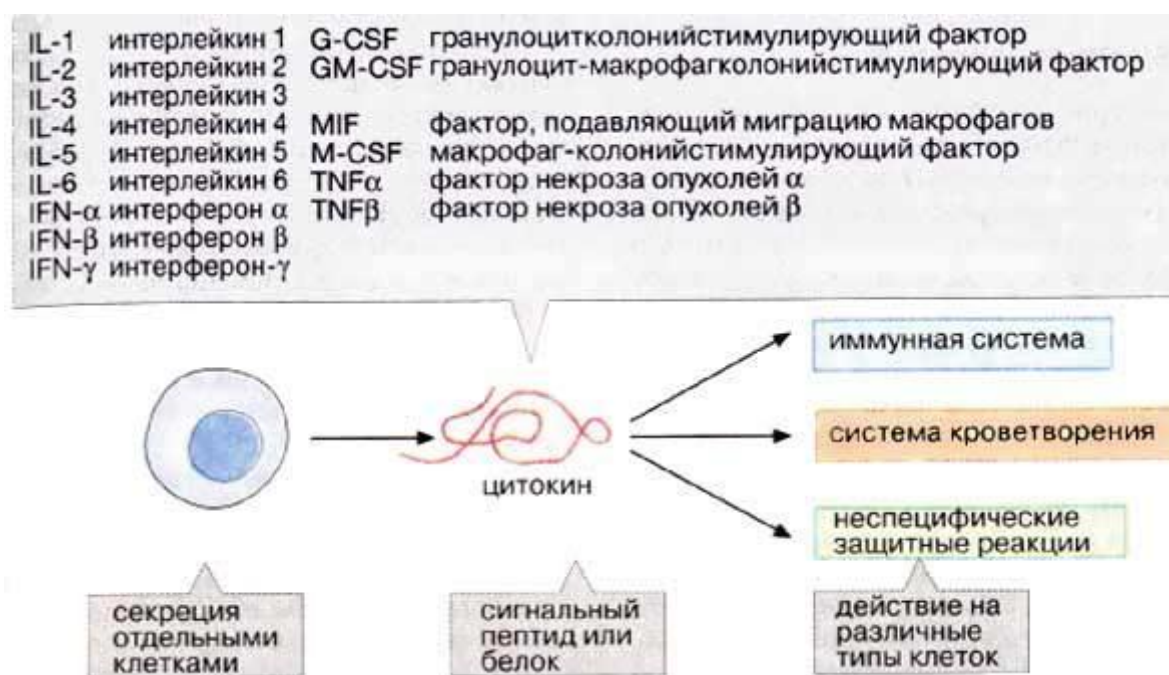 IL-1 интерлейкин 1 G-CSF гранулоцитколонийстимулирующий фактор
IL-2 интерлейкин 2 GM-CSF гранулоцит-макрофагколонийстимулирующий фактор
IL-3 интерлейкин 3
IL-4 интерлейкин 4 MIF фактор, подавляющий миграцию макрофагов
IL-5 интерлейкин 5 M-CSF макрофаг-колонийстимулирующий фактор
IL-6 интерлейкин 6 TNFα фактор некроза опухолей α
IFN-α интерферон α TNFβ фактор некроза опухолей β
IFN-β интерферон β
IFN-γ интерферон-γ
иммунная система
система кроветворения
цитокин
неспецифические
защитные реакции
секреция
отдельными
клетками
сигнальный
пептид или
белок
действие на
различные
типы клеток